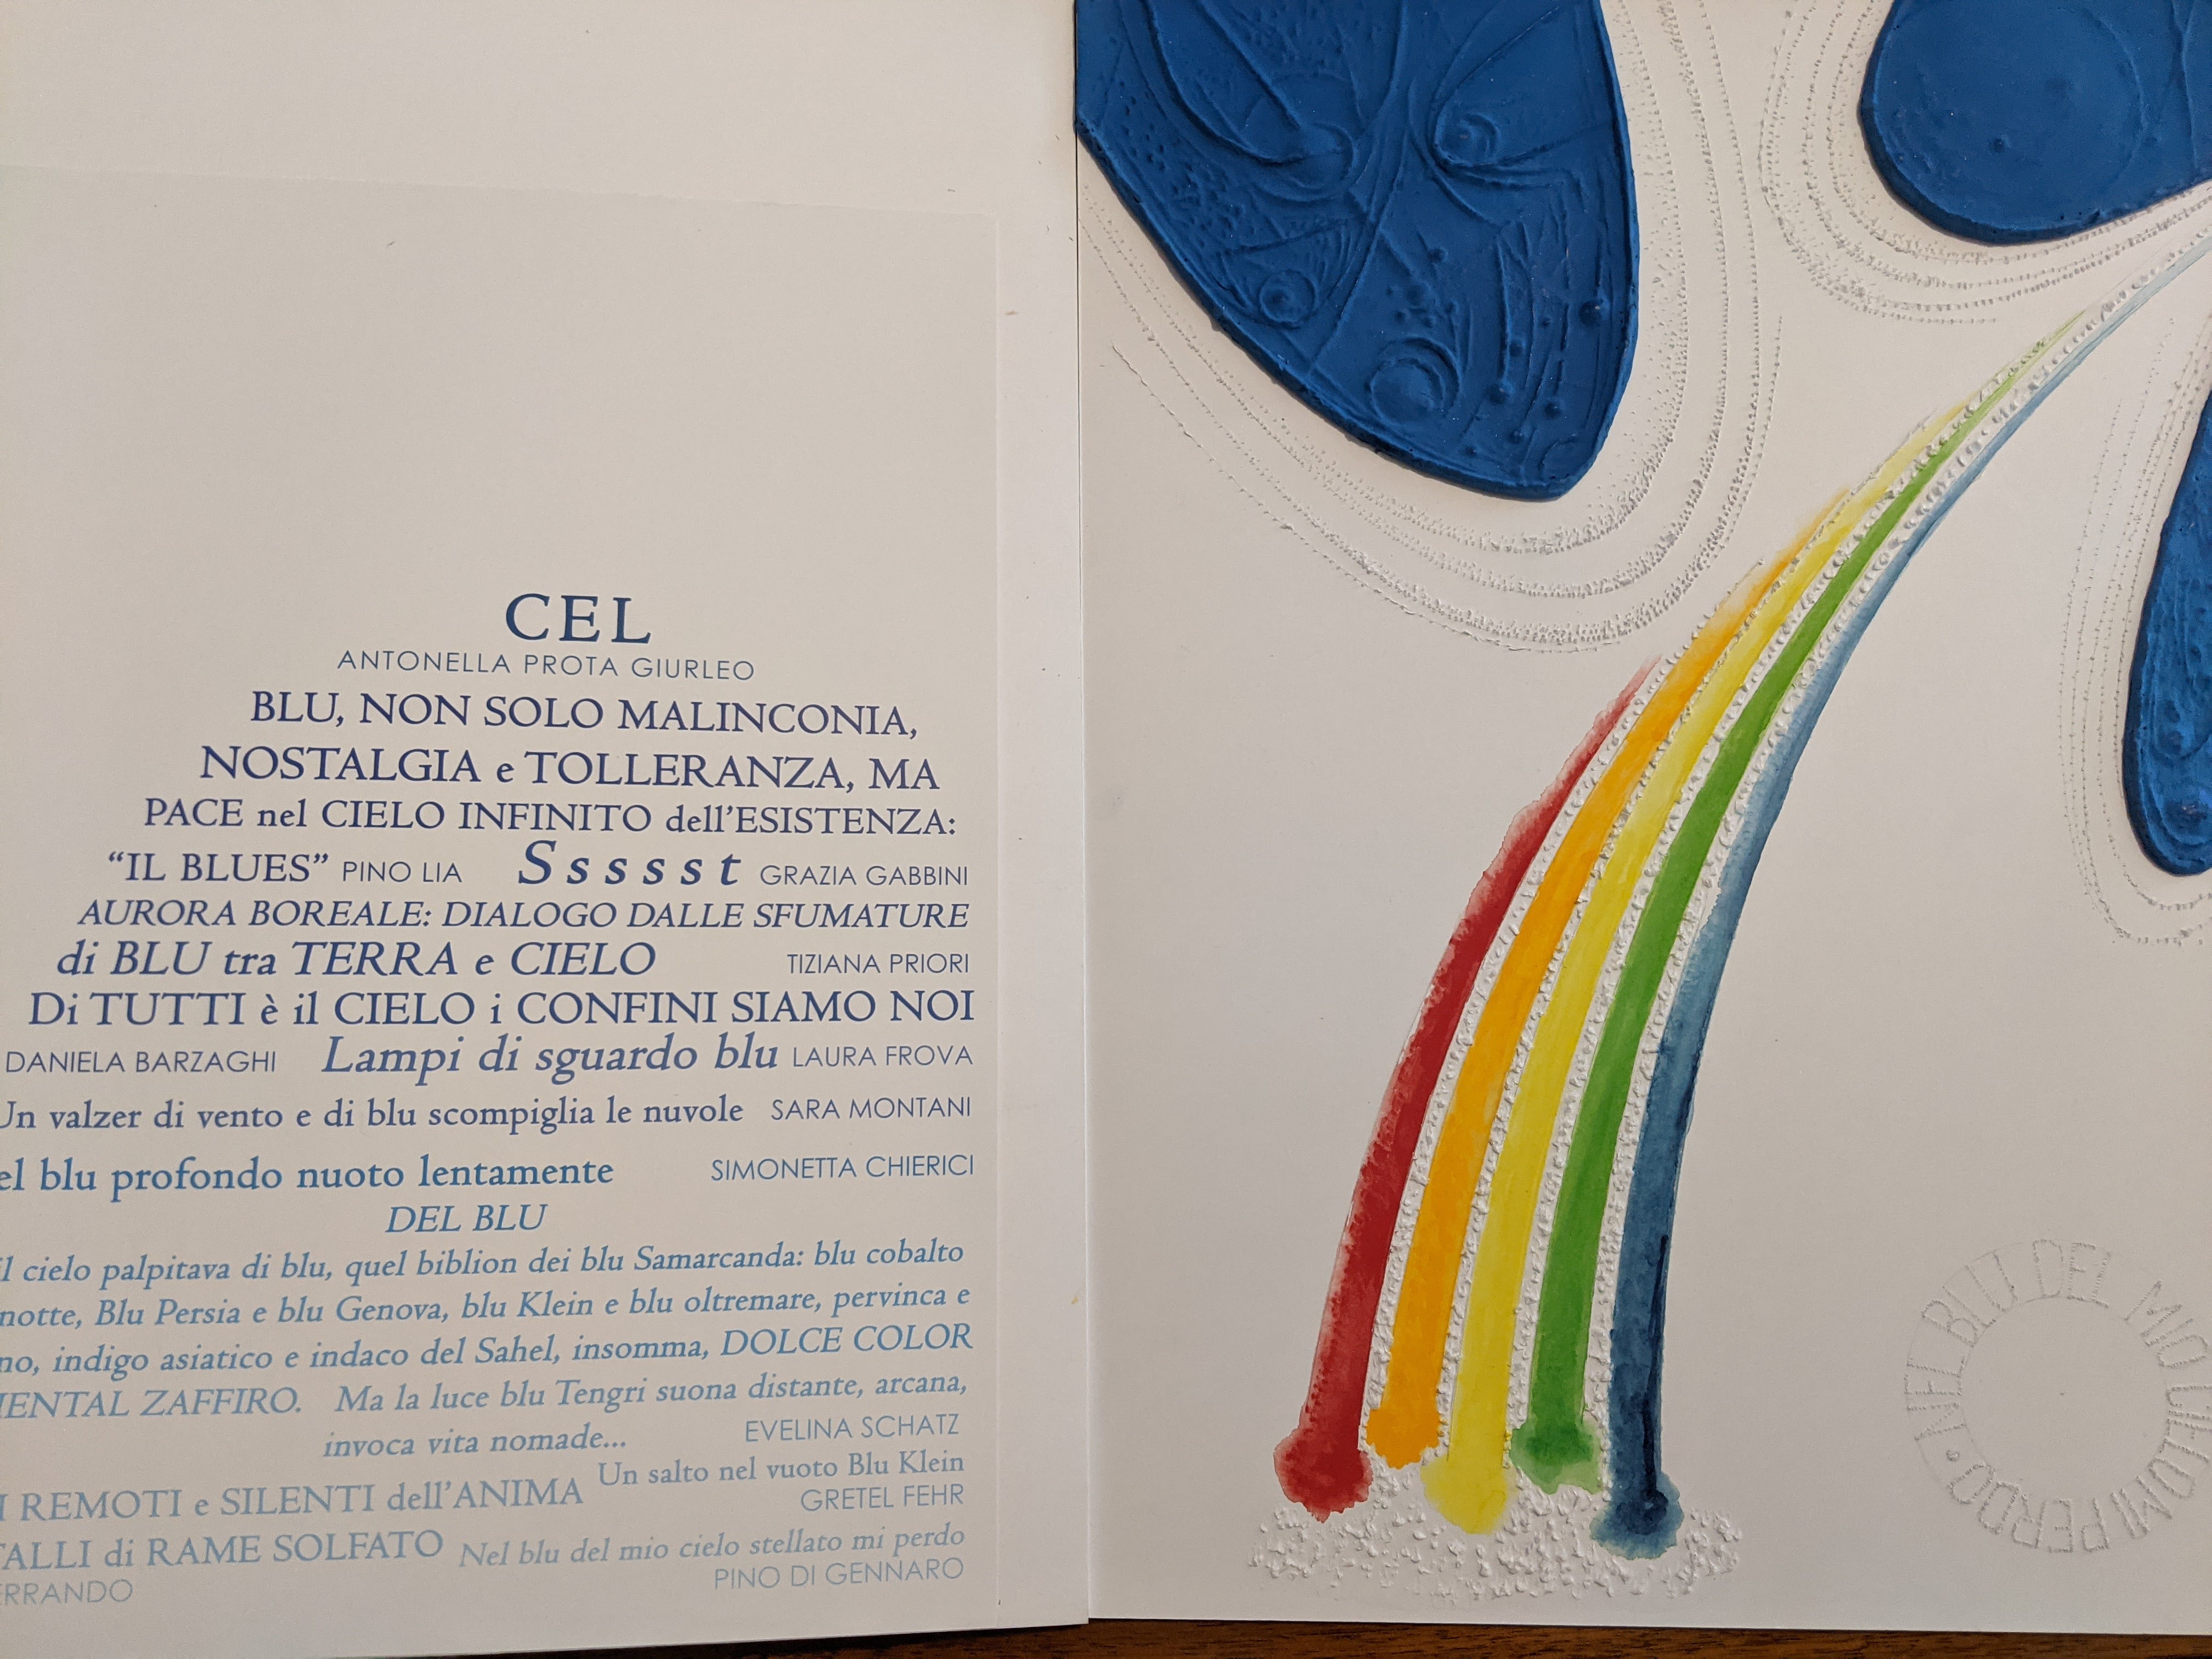 CEL
ANTONELLA PROTA GIURLEO
BLU, NON SOLO MALINCONIA,
NOSTALGIA e TOLLERANZA, MA
PACE nel CIELO INFINITO dell'ESISTENZA:
“IL BLUES” PINO LIA Ssssst GRAZIA GABBINI
AURORA BOREALE: DIALOGO DALLE SFUMATURE
di BLU tra TERRA e CIELO TIZIANA PRIORI
Di TUTTI è il CIELO i CONFINI SIAMO NOI
DANIELA BARZAGHI Lampi di sguardo blu LAURA FROVA
Un valzer di vento e di blu scompiglia le nuvole SARA MONTANI
el blu profondo nuoto lentamente SIMONETTA CHIERICI
DEL BLU
il cielo palpitava di blu, quel biblion dei blu Samarcanda: blu cobalto
notte, Blu Persia e blu Genova, blu Klein e blu oltremare, pervinca e
no, indigo asiatico e indaco del Sahel, insomma, DOLCE COLOR
IENTAL ZAFFIRO. Ma la luce blu Tengri suona distante, arcana,
invoca vita nomade... EVELINA SCHATZ
I REMOTI e SILENTI dell'ANIMA Un salto nel vuoto Blu Klein
GRETEL FEHR
TALLI di RAME SOLFATO Nel blu del mio cielo stellato mi perdo
ERRANDO PINO DI GENNARO
NEL BLU DEL MIO CIELO MI PERDO